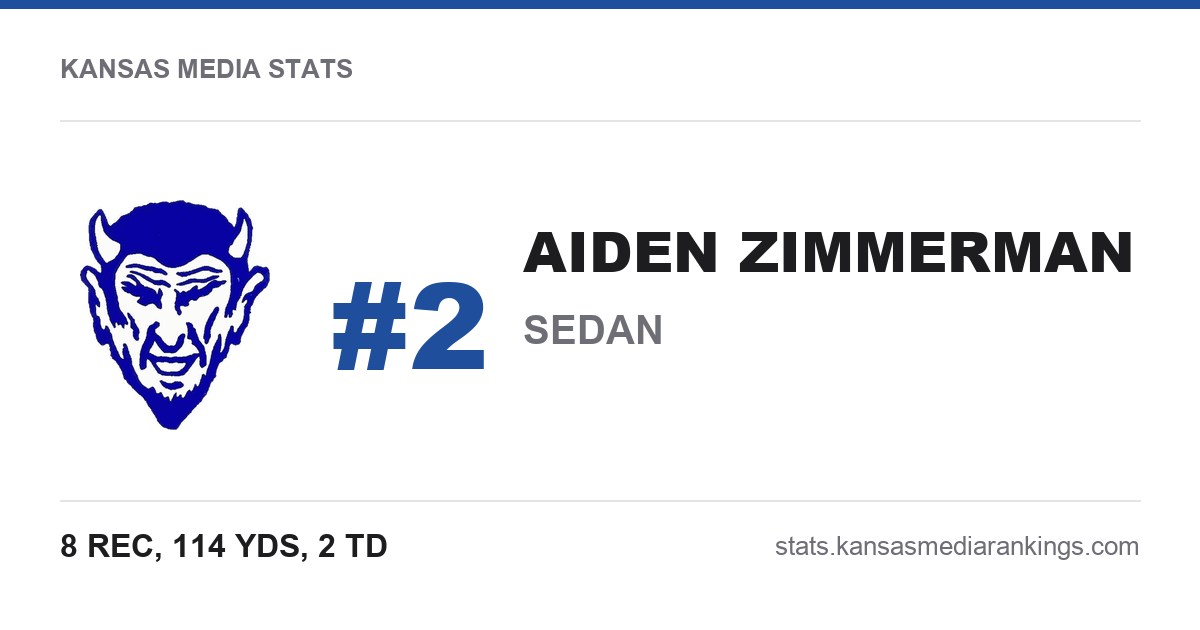 KANSAS MEDIA STATS
#2
AIDEN ZIMMERMAN
SEDAN
8 REC, 114 YDS, 2 TD
stats.kansasmediarankings.com